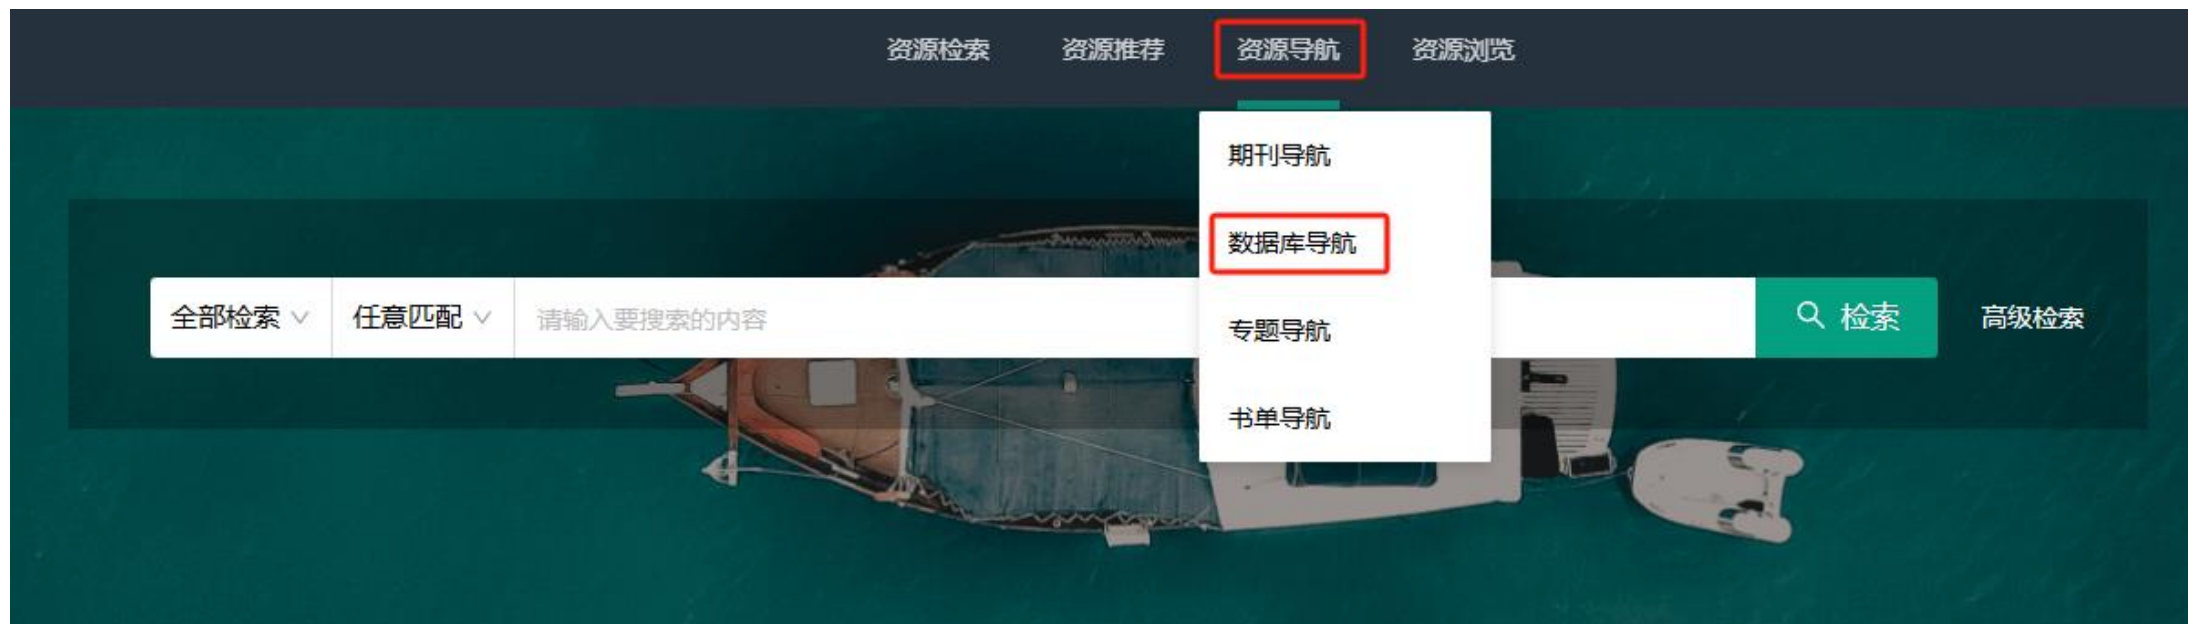 资源检索 资源推荐 资源导航 资源浏览
期刊导航
数据库导航
全部检索 任意匹配 请输入要搜索的内容 检索 高级检索
专题导航
书单导航